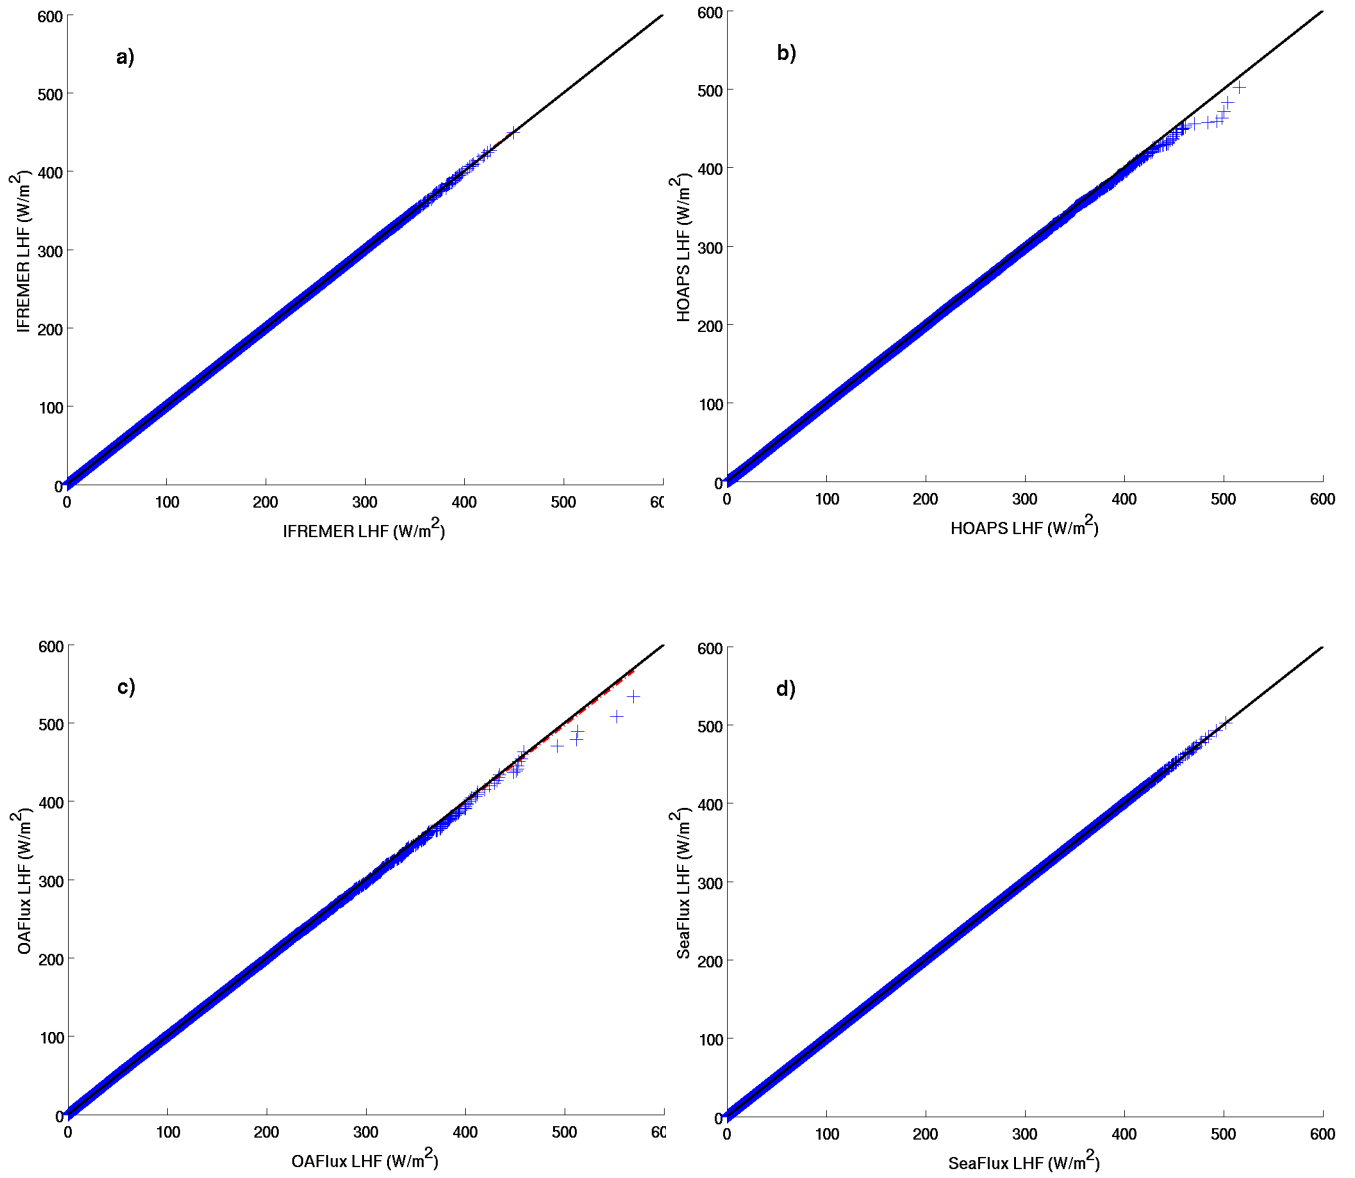 a)
600
500
400
300
200
100
0
IFREMER LHF (W/m²)
0 100 200 300 400 500 60
IFREMER LHF (W/m²)
b)
600
500
400
300
200
100
0
HOAPS LHF (W/m²)
0 100 200 300 400 500 600
HOAPS LHF (W/m²)
c)
600
500
400
300
200
100
0
OAFlux LHF (W/m²)
0 100 200 300 400 500 60
OAFlux LHF (W/m²)
d)
600
500
400
300
200
100
0
SeaFlux LHF (W/m²)
0 100 200 300 400 500 600
SeaFlux LHF (W/m²)